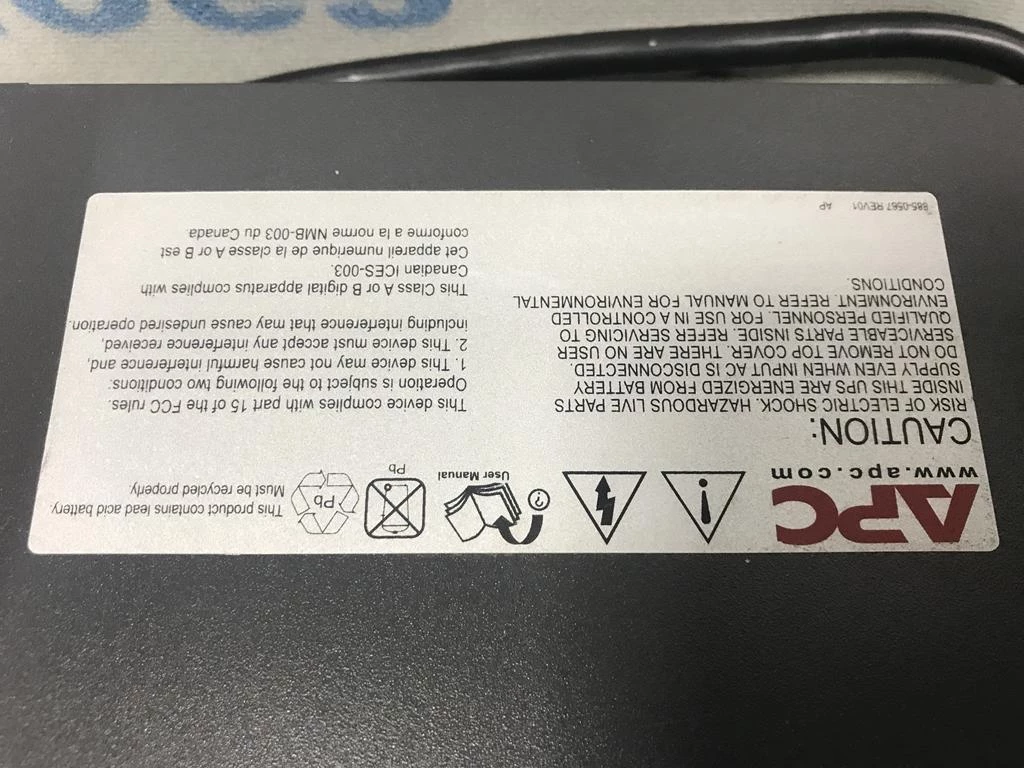 APC
www.apc.com
User Manual
Pb
Pb
This product contains lead acid battery.
Must be recycled properly.
CAUTION:
RISK OF ELECTRIC SHOCK. HAZARDOUS LIVE PARTS
INSIDE THIS UPS ARE ENERGIZED FROM BATTERY
SUPPLY EVEN WHEN AC INPUT IS DISCONNECTED.
DO NOT REMOVE TOP COVER. THERE ARE NO USER
SERVICEABLE PARTS INSIDE. REFER SERVICING TO
QUALIFIED PERSONNEL. FOR USE IN A CONTROLLED
ENVIRONMENT. REFER TO MANUAL FOR ENVIRONMENTAL
CONDITIONS.
This device complies with part 15 of the FCC rules.
Operation is subject to the following two conditions:
1. This device may not cause harmful interference and,
2. This device must accept any interference received,
including interference that may cause undesired operation.
This Class A or B digital apparatus complies with
Canadian ICES-003.
Cet appareil numerique de la classe A or B est
conforme a la norme NMB-003 du Canada.
885-0567 REV01 AP